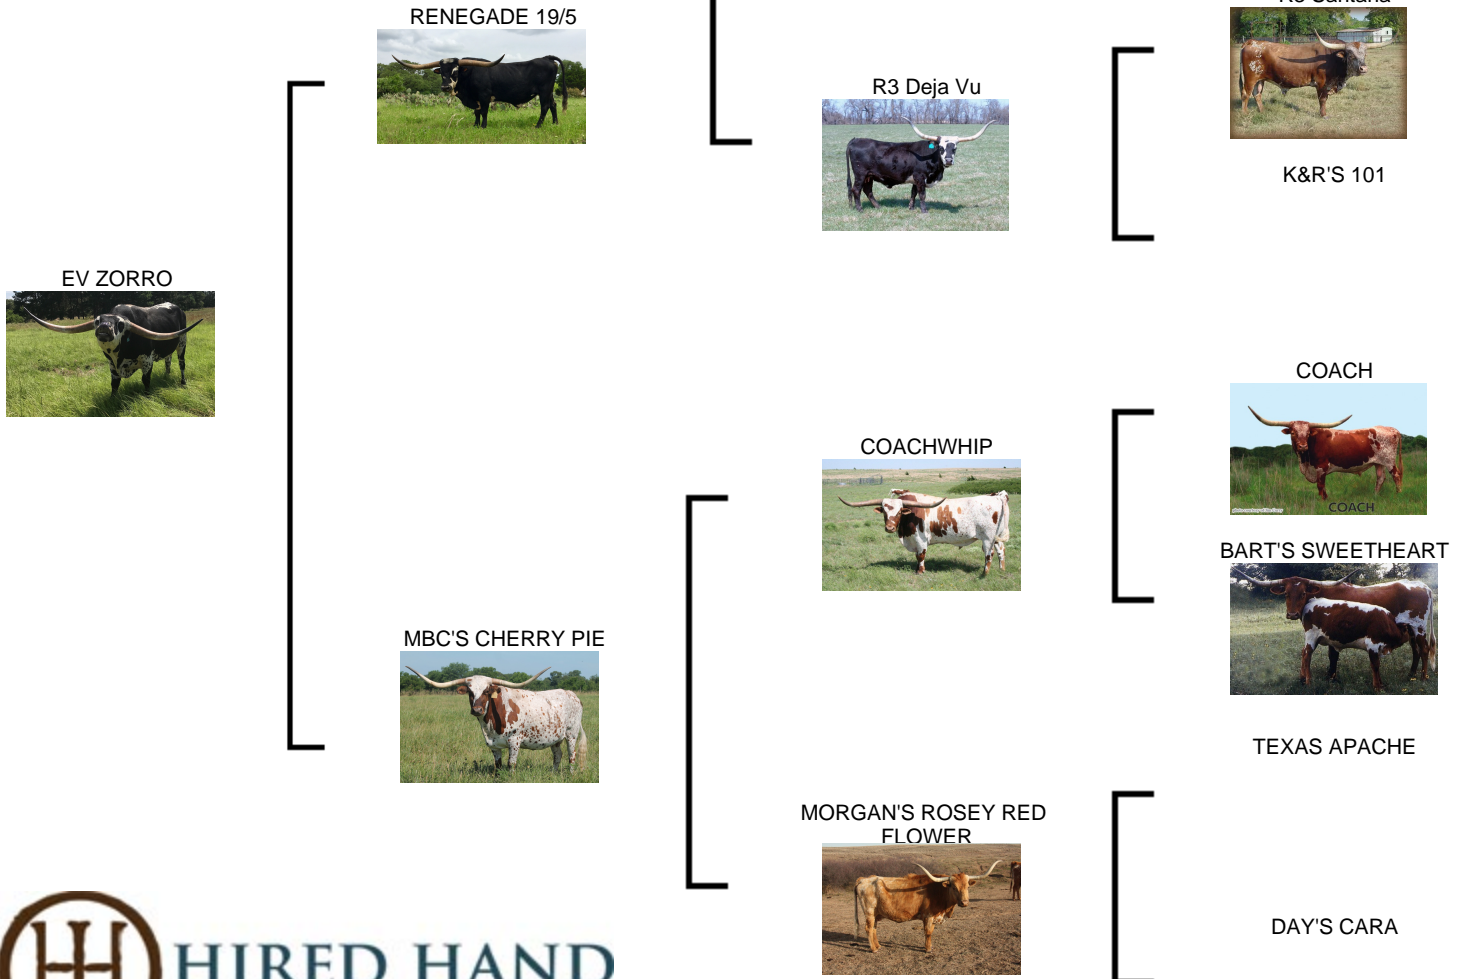 RENEGADE 19/5
R3 Deja Vu
K&R'S 101
EV ZORRO
COACH
COACHWHIP
COACH
BART'S SWEETHEART
MBC'S CHERRY PIE
TEXAS APACHE
MORGAN'S ROSEY RED
FLOWER
DAY'S CARA
HIRED HAND